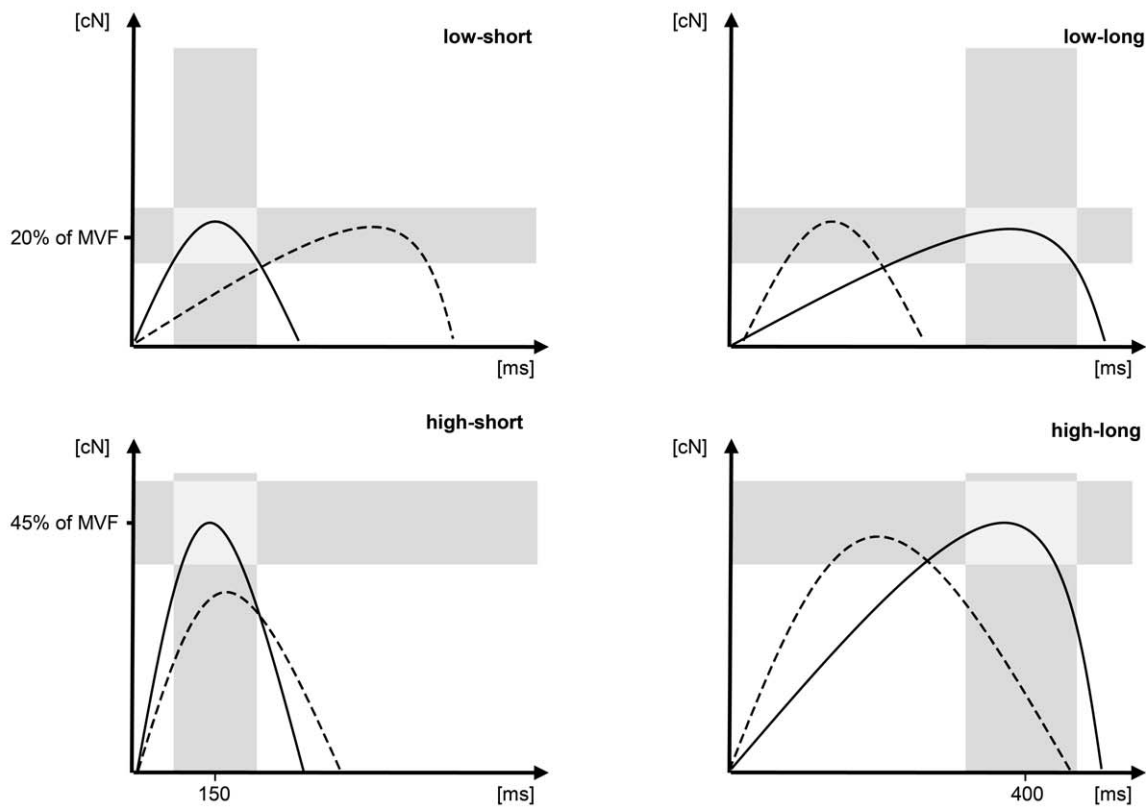 [cN]
low-short
20% of MVF
[ms]
[cN]
low-long
[ms]
[cN]
high-short
45% of MVF
150
[ms]
[cN]
high-long
400
[ms]